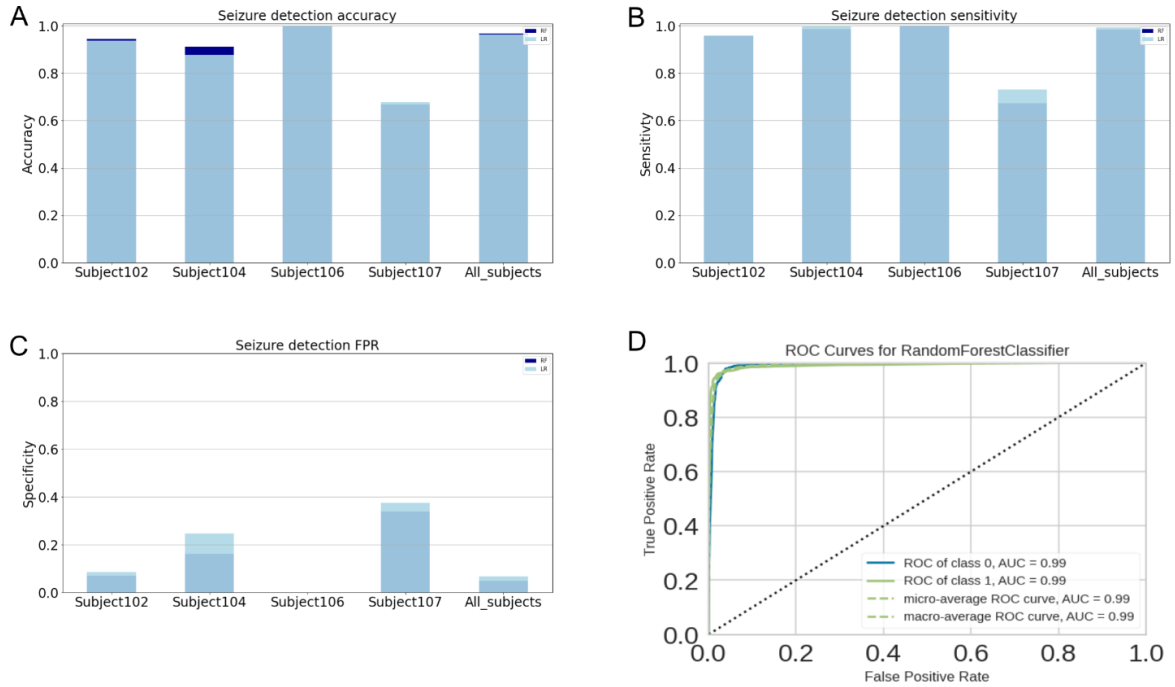 A
Seizure detection accuracy
1.0
0.8
0.6
0.4
0.2
0.0
Accuracy
RF
LR
Subject102 Subject104 Subject106 Subject107 All_subjects
B
Seizure detection sensitivity
1.0
0.8
0.6
0.4
0.2
0.0
Sensitivty
RF
LR
Subject102 Subject104 Subject106 Subject107 All_subjects
C
Seizure detection FPR
1.0
0.8
0.6
0.4
0.2
0.0
Specificity
RF
LR
Subject102 Subject104 Subject106 Subject107 All_subjects
D
ROC Curves for RandomForestClassifier
1.0
0.8
0.6
0.4
0.2
0.0
True Positive Rate
ROC of class 0, AUC = 0.99
ROC of class 1, AUC = 0.99
micro-average ROC curve, AUC = 0.99
macro-average ROC curve, AUC = 0.99
0.0 0.2 0.4 0.6 0.8 1.0
False Positive Rate